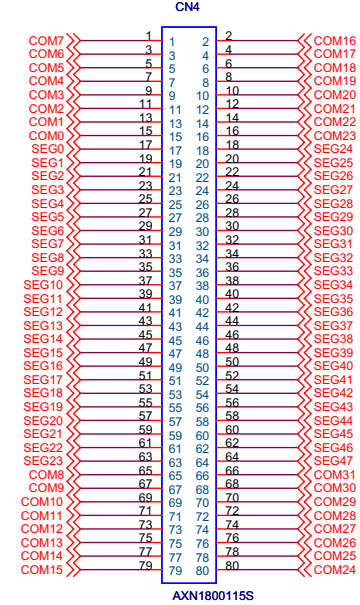 CN4
COM7 1 1 2 2 COM16
COM6 3 3 4 4 COM17
COM5 5 5 6 6 COM18
COM4 7 7 8 8 COM19
COM3 9 9 10 10 COM20
COM2 11 11 12 12 COM21
COM1 13 13 14 14 COM22
COM0 15 15 16 16 COM23
SEG0 17 17 18 18 SEG24
SEG1 19 19 20 20 SEG25
SEG2 21 21 22 22 SEG26
SEG3 23 23 24 24 SEG27
SEG4 25 25 26 26 SEG28
SEG5 27 27 28 28 SEG29
SEG6 29 29 30 30 SEG30
SEG7 31 31 32 32 SEG31
SEG8 33 33 34 34 SEG32
SEG9 35 35 36 36 SEG33
SEG10 37 37 38 38 SEG34
SEG11 39 39 40 40 SEG35
SEG12 41 41 42 42 SEG36
SEG13 43 43 44 44 SEG37
SEG14 45 45 46 46 SEG38
SEG15 47 47 48 48 SEG39
SEG16 49 49 50 50 SEG40
SEG17 51 51 52 52 SEG41
SEG18 53 53 54 54 SEG42
SEG19 55 55 56 56 SEG43
SEG20 57 57 58 58 SEG44
SEG21 59 59 60 60 SEG45
SEG22 61 61 62 62 SEG46
SEG23 63 63 64 64 SEG47
COM8 65 65 66 66 COM31
COM9 67 67 68 68 COM30
COM10 69 69 70 70 COM29
COM11 71 71 72 72 COM28
COM12 73 73 74 74 COM27
COM13 75 75 76 76 COM26
COM14 77 77 78 78 COM25
COM15 79 79 80 80 COM24
AXN1800115S